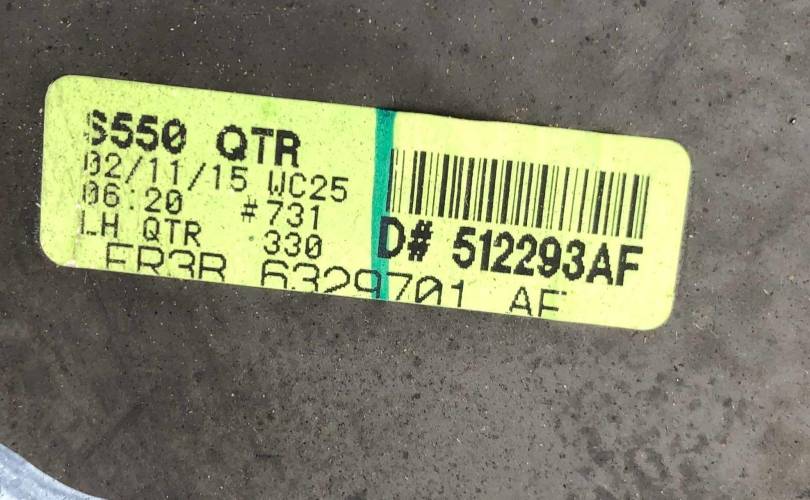 S550 QTR
02/11/15 WC25
06:20 #731
LH QTR 330
D# 512293AF
FR3B 6329701 AF